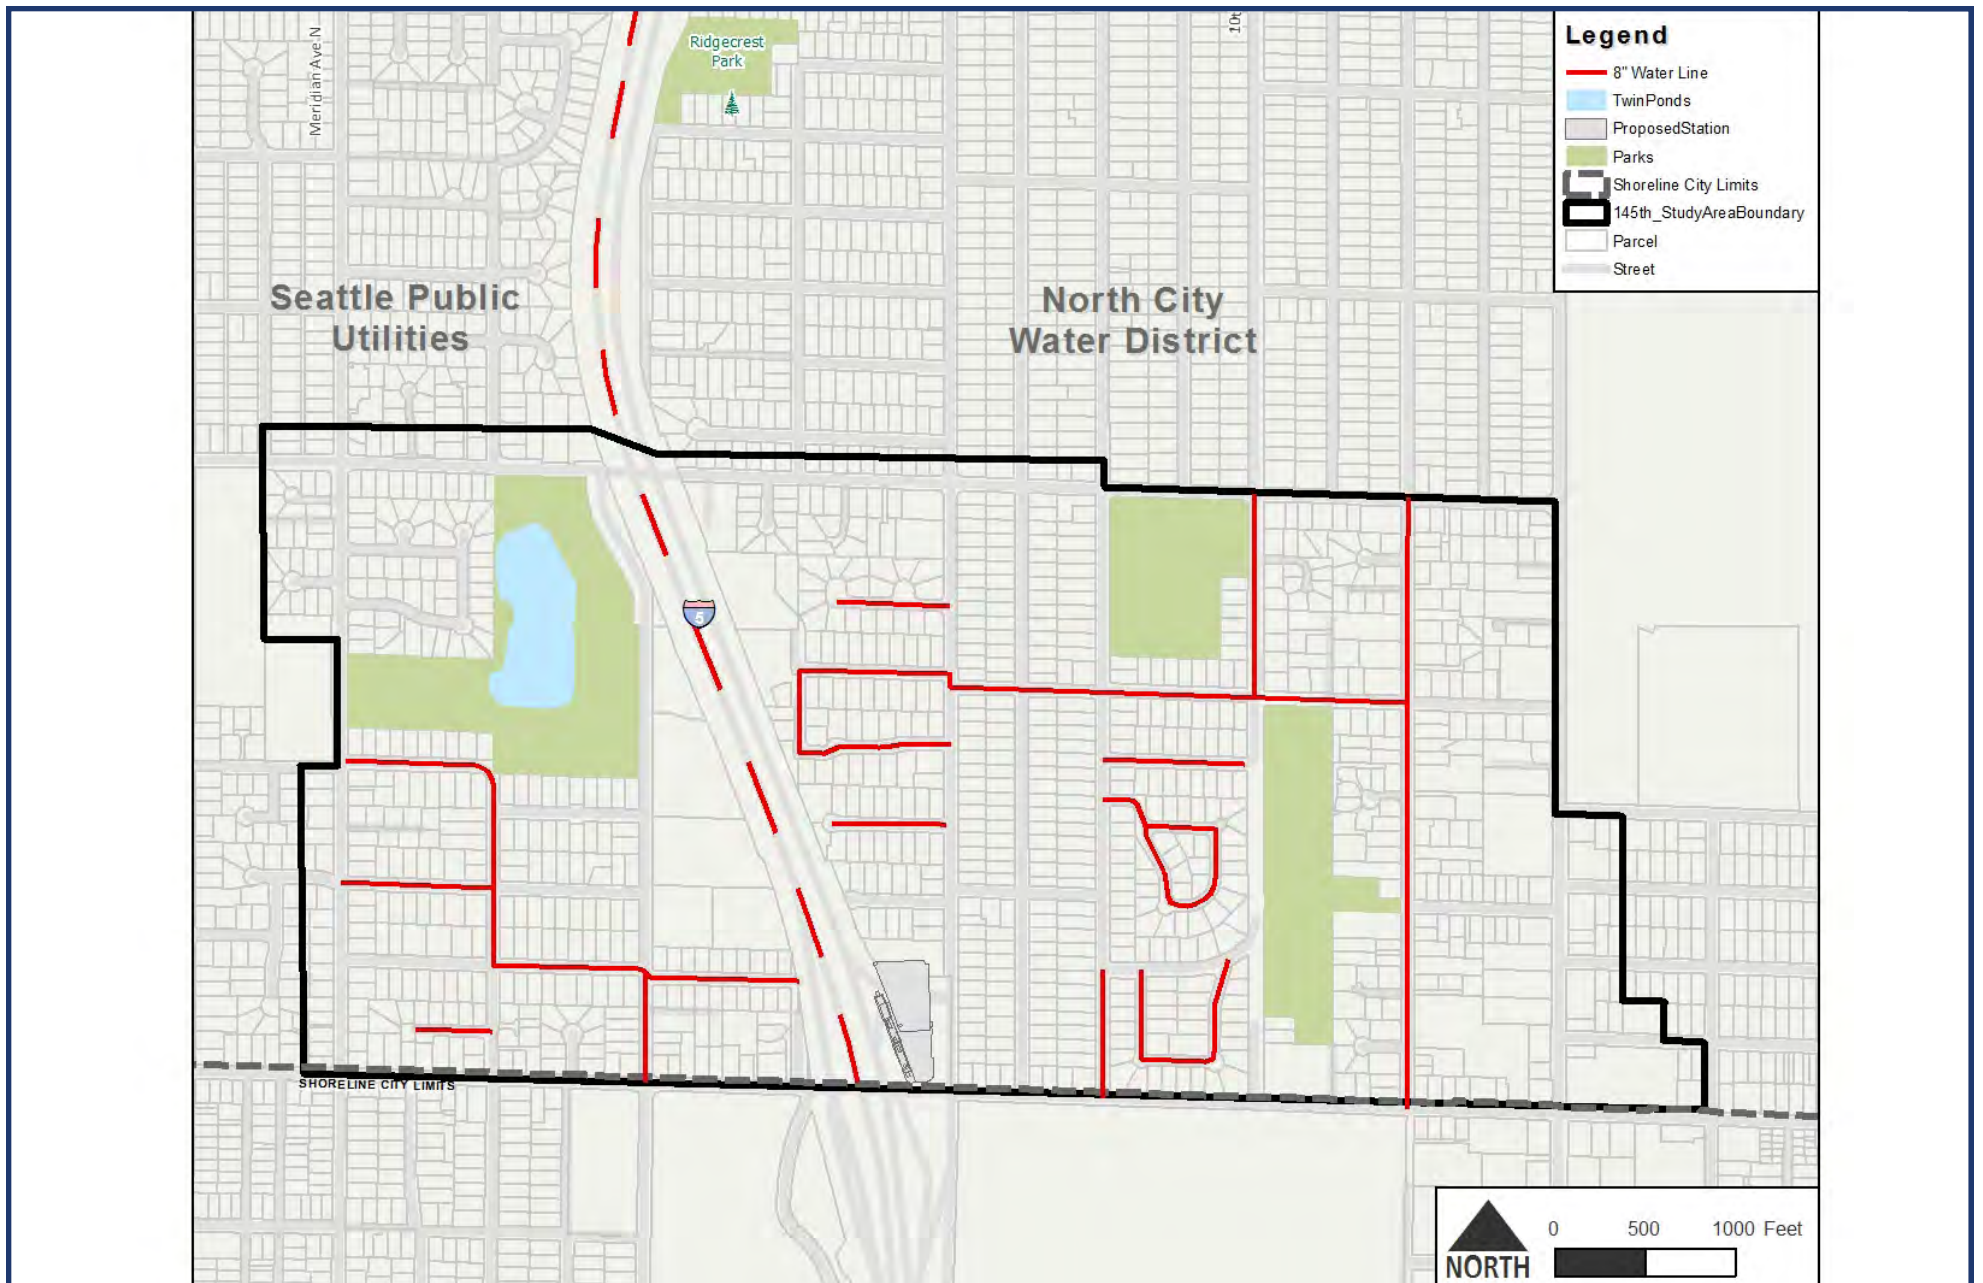 Meridian Ave N
Ridgecrest
Park
10t
Seattle Public
Utilities
North City
Water District
5
SHORELINE CITY LIMITS
Legend
8" Water Line
TwinPonds
ProposedStation
Parks
Shoreline City Limits
145th_StudyAreaBoundary
Parcel
Street
0 500 1000 Feet
NORTH